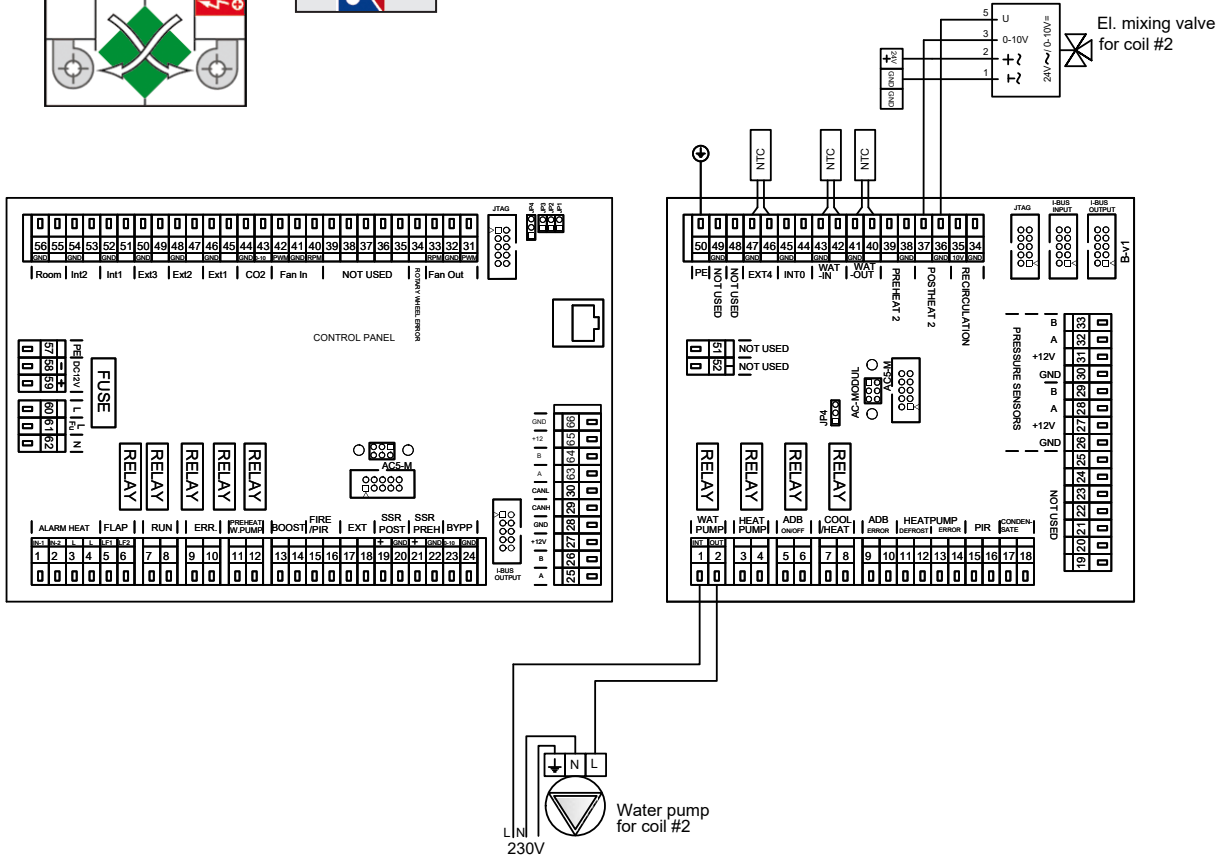 5
U
El. mixing valve
3
0-10V
for coil #2
2
+~
1
24V ~/ 0-10V=
+ 24V
GND
GND
NTC
NTC
NTC
JTAG
JP4
JP3
JP2
JP1
56 55 54 53 52 51 50 49 48 47 46 45 44 43 42 41 40 39 38 37 36 35 34 33 32 31
GND GND GND GND GND GND GND 0-10 PWM GND RPM RPM GND PWM
Room Int2 Int1 Ext3 Ext2 Ext1 CO2 Fan In NOT USED ROTARY WHEEL ERROR Fan Out
CONTROL PANEL
57 58 59
PE DC12V - +
60 61 62
L Fu L N
FUSE
RELAY RELAY RELAY RELAY RELAY
AC5-M
GND 66
+12 65
B 64
A 63
CANL 30
CANH 29
GND 28
+12V 27
B 26
A 25
I-BUS
OUTPUT
ALARM HEAT FLAP RUN ERR. PREHEAT W.PUMP BOOST FIRE /PIR EXT SSR POST SSR PREH BYPP
IN-1 IN-2 L L LF1 LF2 + GND + GND 0-10 GND
1 2 3 4 5 6 7 8 9 10 11 12 13 14 15 16 17 18 19 20 21 22 23 24
JTAG
I-BUS
INPUT
I-BUS
OUTPUT
B-v1
50 49 48 47 46 45 44 43 42 41 40 39 38 37 36 35 34
GND GND GND GND GND GND GND 10V GND
PE NOT USED NOT USED EXT4 INT0 WAT -IN WAT -OUT PREHEAT 2 POSTHEAT 2 RECIRCULATION
51 NOT USED
52 NOT USED
AC-MODUL
AC5-M
JP4
PRESSURE SENSORS
B 33
A 32
+12V 31
GND 30
B 29
A 28
+12V 27
GND 26
25
24
23
22
21
20
19
NOT USED
RELAY RELAY RELAY RELAY
WAT PUMP HEAT PUMP ADB ON/OFF COOL /HEAT ADB ERROR HEATPUMP DEFROST ERROR PIR CONDEN- SATE
INT OUT
1 2 3 4 5 6 7 8 9 10 11 12 13 14 15 16 17 18
N L
Water pump
for coil #2
L N
230V